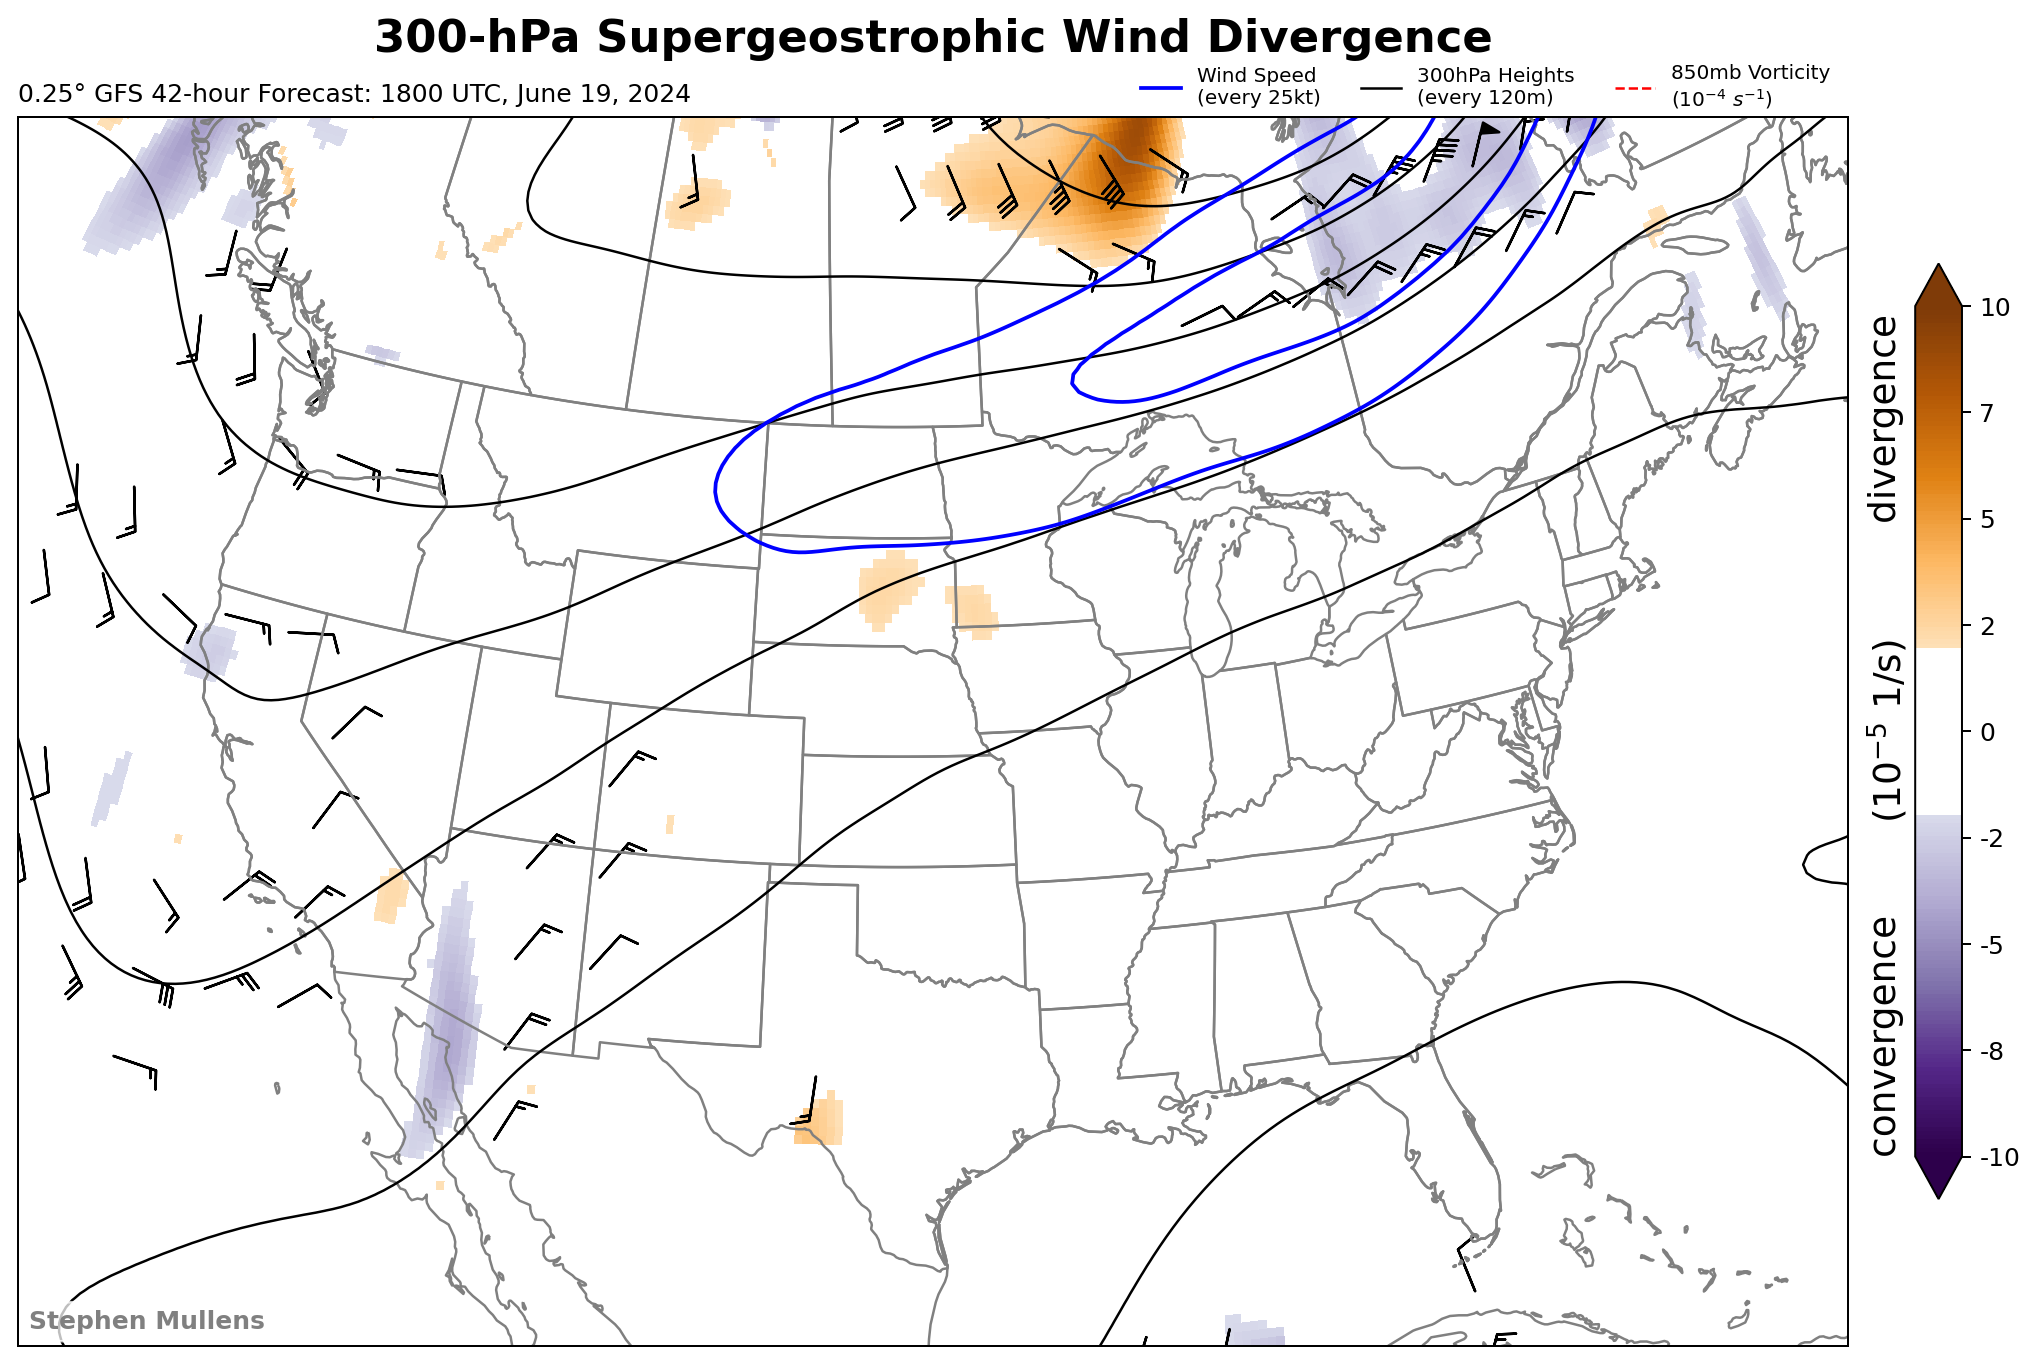 300-hPa Supergeostrophic Wind Divergence
0.25° GFS 42-hour Forecast: 1800 UTC, June 19, 2024
Wind Speed
(every 25kt)
300hPa Heights
(every 120m)
850mb Vorticity
(10⁻⁴ s⁻¹)
10
7
5
2
0
-2
-5
-8
-10
convergence (10⁻⁵ 1/s) divergence
Stephen Mullens